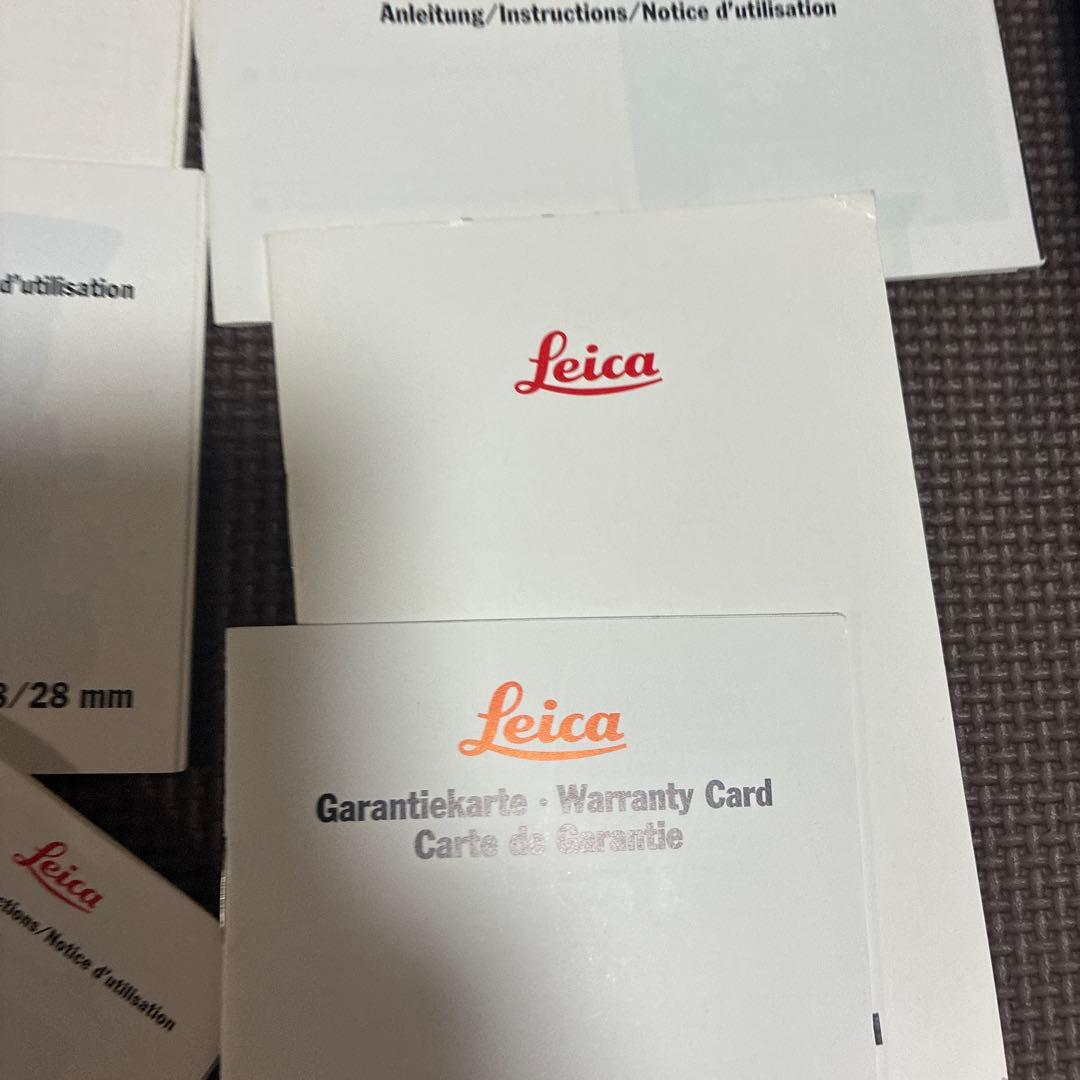 Anleitung/Instructions/Notice d'utilisation
d'utilisation
Leica
/28 mm
Leica
Garantiekarte · Warranty Card
Carte de Garantie
Leica
ctions/Notice d'utilisation